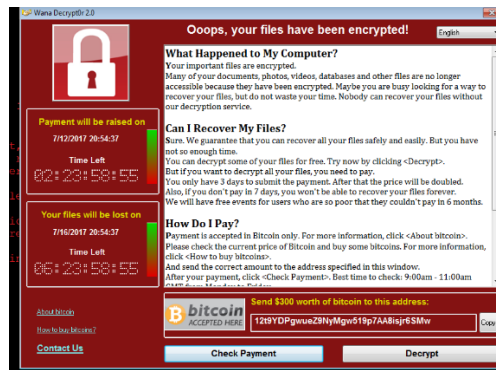 Wana Decrypt0r 2.0
Ooops, your files have been encrypted!
English
What Happened to My Computer?
Your important files are encrypted.
Many of your documents, photos, videos, databases and other files are no longer
accessible because they have been encrypted. Maybe you are busy looking for a way to
recover your files, but do not waste your time. Nobody can recover your files without
our decryption service.
Can I Recover My Files?
Sure. We guarantee that you can recover all your files safely and easily. But you have
not so enough time.
You can decrypt some of your files for free. Try now by clicking <Decrypt>.
But if you want to decrypt all your files, you need to pay.
You only have 3 days to submit the payment. After that the price will be doubled.
Also, if you don't pay in 7 days, you won't be able to recover your files forever.
We will have free events for users who are so poor that they couldn't pay in 6 months.
How Do I Pay?
Payment is accepted in Bitcoin only. For more information, click <About bitcoin>.
Please check the current price of Bitcoin and buy some bitcoins. For more information,
click <How to buy bitcoins>.
And send the correct amount to the address specified in this window.
After your payment, click <Check Payment>. Best time to check: 9:00am - 11:00am
GMT from Monday to Friday.
Payment will be raised on
7/12/2017 20:54:37
Time Left
02:23:58:55
Your files will be lost on
7/16/2017 20:54:37
Time Left
06:23:58:55
About bitcoin
How to buy bitcoins?
Contact Us
bitcoin
ACCEPTED HERE
Send $300 worth of bitcoin to this address:
12t9YDPgwueZ9NyMgw519p7AA8isjr6SMw
Copy
Check Payment
Decrypt